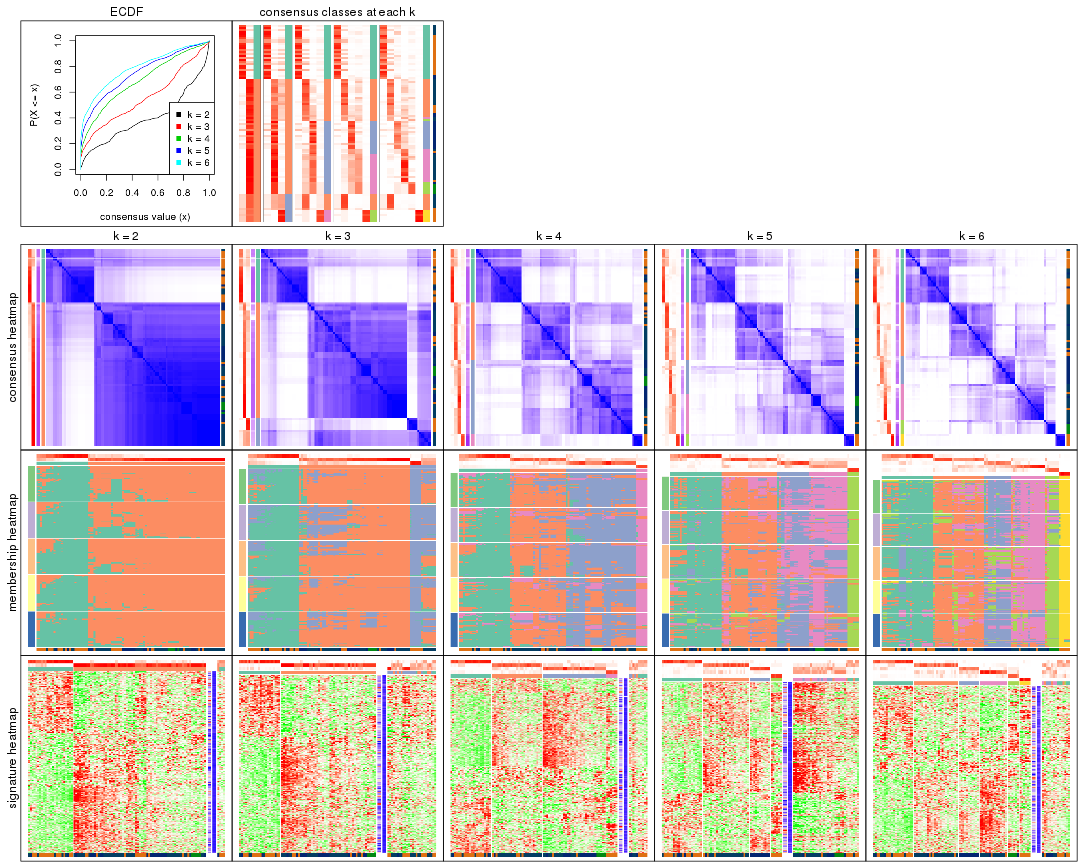 ECDF
consensus classes at each k
P(X <= x)
0.0 0.2 0.4 0.6 0.8 1.0
k = 2
k = 3
k = 4
k = 5
k = 6
0.0 0.2 0.4 0.6 0.8 1.0
consensus value (x)
k = 2
k = 3
k = 4
k = 5
k = 6
consensus heatmap
membership heatmap
signature heatmap